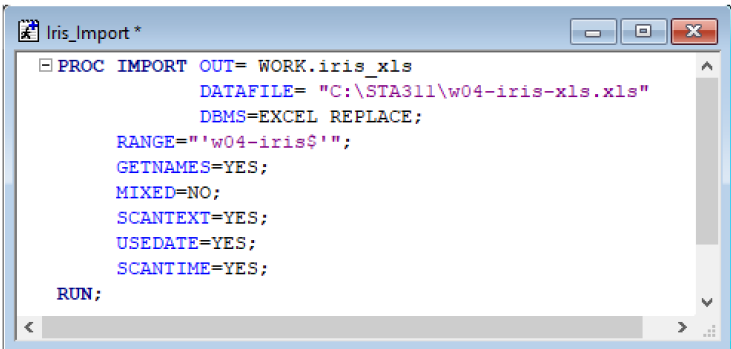 Iris_Import *
PROC IMPORT OUT= WORK.iris_xls
DATAFILE= "C:\STA311\w04-iris-xls.xls"
DBMS=EXCEL REPLACE;
RANGE="'w04-iris$'";
GETNAMES=YES;
MIXED=NO;
SCANTEXT=YES;
USEDATE=YES;
SCANTIME=YES;
RUN;